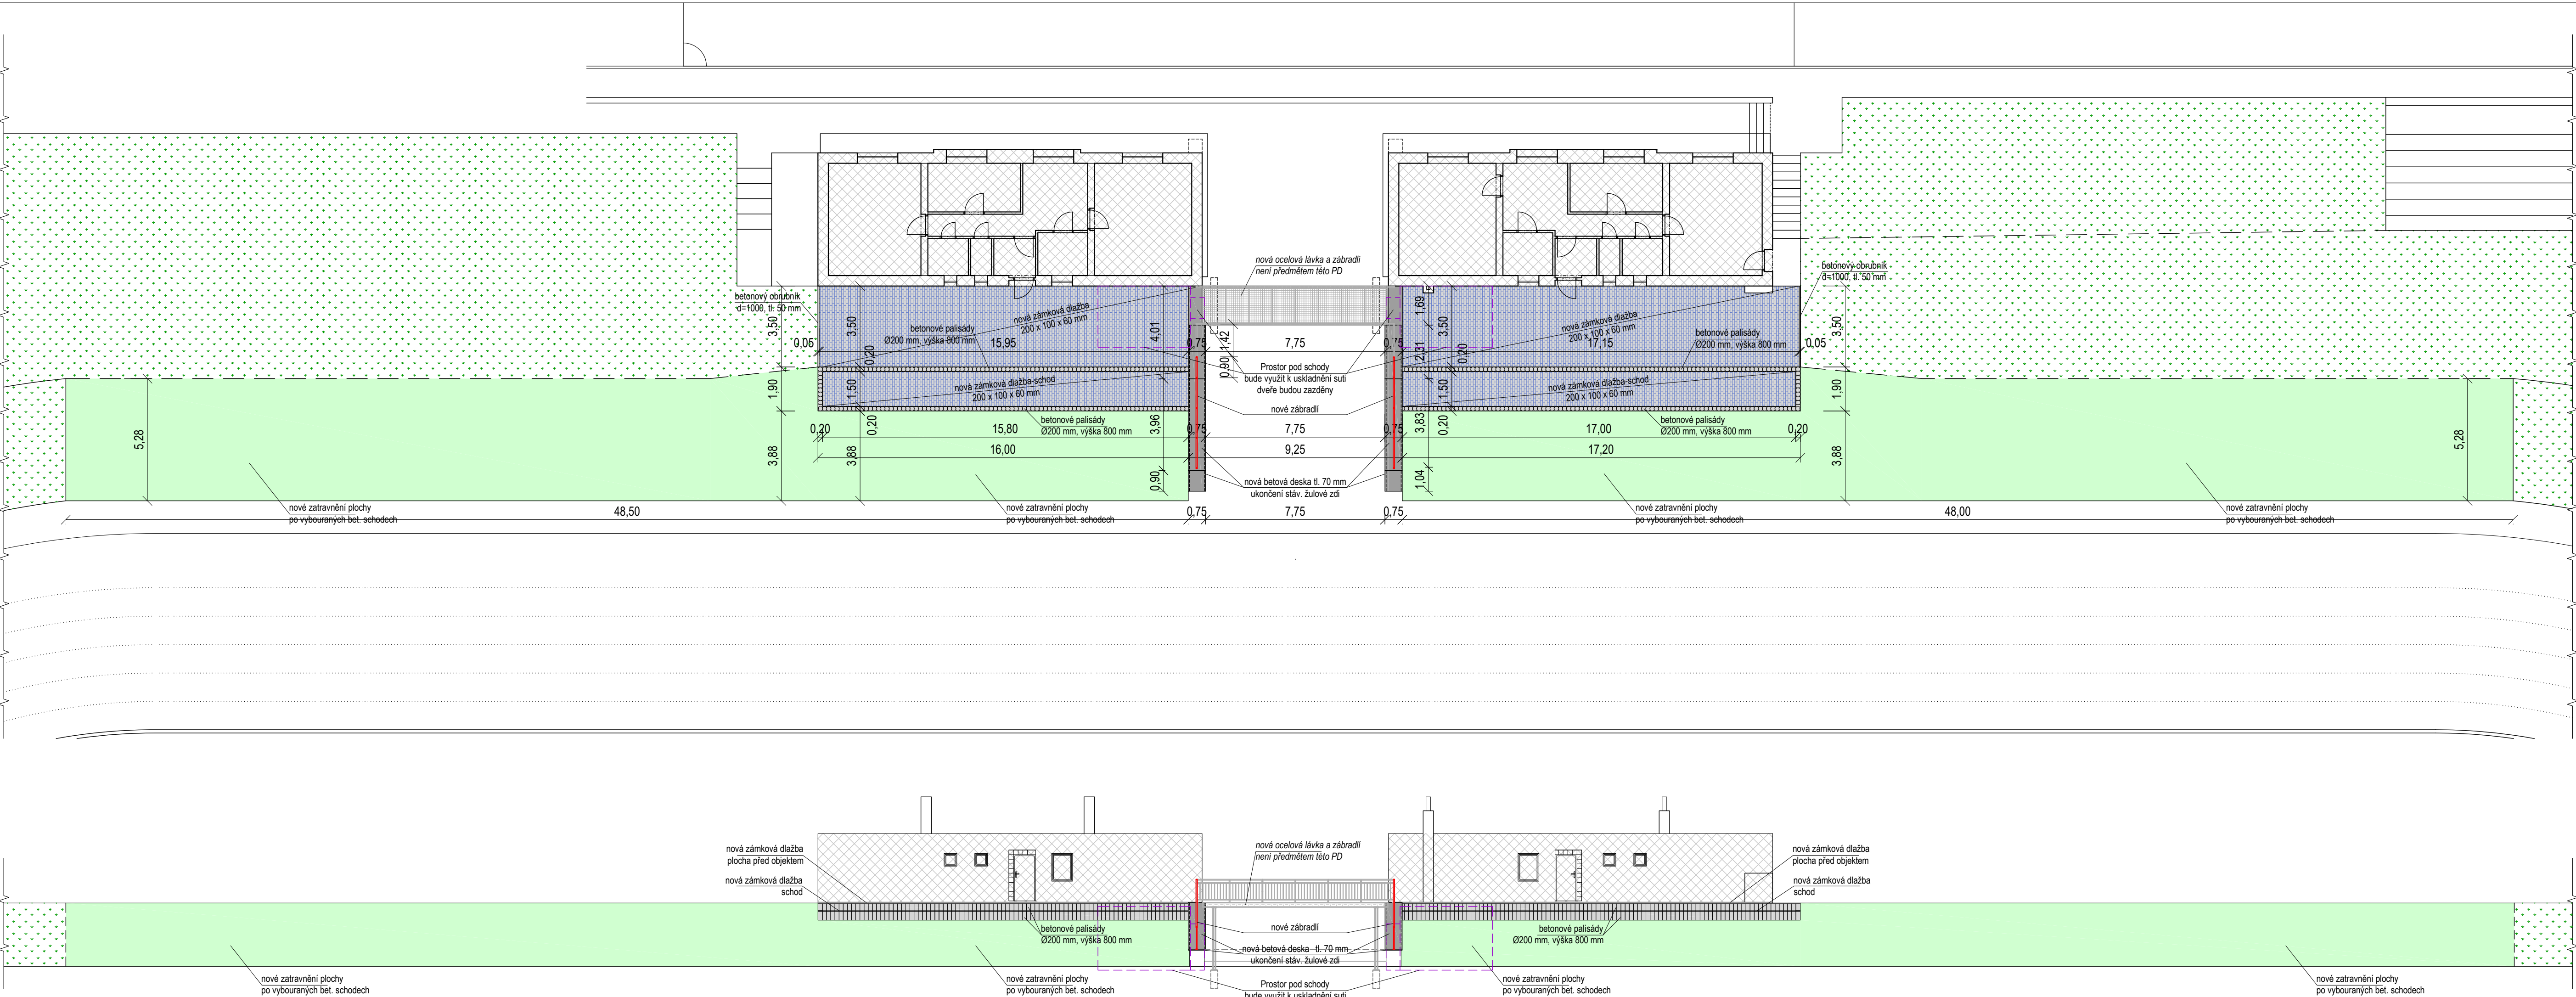 nová ocelová lávka a zábradlí
není předmětem této PD
betonový obrubník
d=1000, tl. 50 mm
betonový obrubník
d=1000, tl. 50 mm
nová zámková dlažba
200 x 100 x 60 mm
nová zámková dlažba
200 x 100 x 60 mm
betonové palisády
Ø200 mm, výška 800 mm
betonové palisády
Ø200 mm, výška 800 mm
3,50
3,50
4,01
1,42
0,90
1,69
2,31
3,50
3,50
0,05
15,95
0,75
7,75
0,75
17,15
0,05
0,20
0,20
Prostor pod schody
bude využit k uskladnění suti
dveře budou zazděny
1,90
1,50
nová zámková dlažba-schod
200 x 100 x 60 mm
nová zámková dlažba-schod
200 x 100 x 60 mm
1,50
1,90
nové zábradlí
betonové palisády
Ø200 mm, výška 800 mm
betonové palisády
Ø200 mm, výška 800 mm
5,28
0,20
0,20
15,80
3,96
0,75
7,75
0,75
3,83
0,20
17,00
0,20
5,28
3,88
3,88
16,00
9,25
17,20
3,88
0,90
1,04
nová betová deska tl. 70 mm
ukončení stáv. žulové zdi
nové zatravnění plochy
po vybouraných bet. schodech
nové zatravnění plochy
po vybouraných bet. schodech
nové zatravnění plochy
po vybouraných bet. schodech
nové zatravnění plochy
po vybouraných bet. schodech
48,50
0,75
7,75
0,75
48,00
nová zámková dlažba
plocha před objektem
nová zámková dlažba
schod
nová ocelová lávka a zábradlí
není předmětem této PD
nová zámková dlažba
plocha před objektem
nová zámková dlažba
schod
betonové palisády
Ø200 mm, výška 800 mm
nové zábradlí
betonové palisády
Ø200 mm, výška 800 mm
nová betová deska tl. 70 mm
ukončení stáv. žulové zdi
nové zatravnění plochy
po vybouraných bet. schodech
nové zatravnění plochy
po vybouraných bet. schodech
Prostor pod schody
bude využit k uskladnění suti
nové zatravnění plochy
po vybouraných bet. schodech
nové zatravnění plochy
po vybouraných bet. schodech